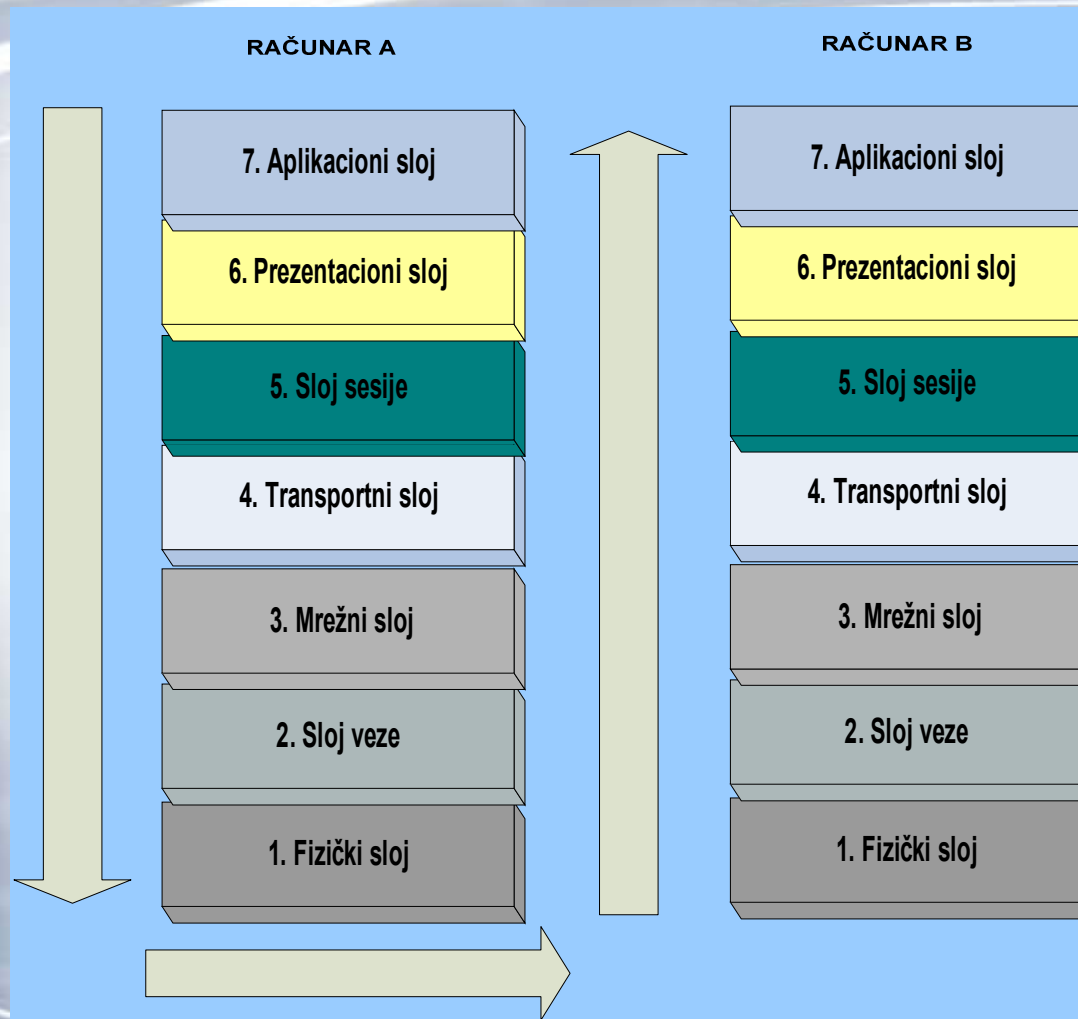 RAČUNAR A
7. Aplikacioni sloj
6. Prezentacioni sloj
5. Sloj sesije
4. Transportni sloj
3. Mrežni sloj
2. Sloj veze
1. Fizički sloj
RAČUNAR B
7. Aplikacioni sloj
6. Prezentacioni sloj
5. Sloj sesije
4. Transportni sloj
3. Mrežni sloj
2. Sloj veze
1. Fizički sloj